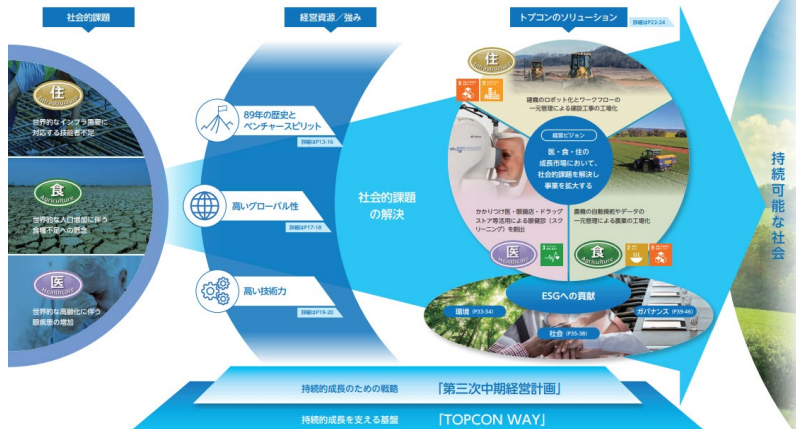 社会的課題
経営資源／強み
トプコンのソリューション
詳細はP22-24
住
Infrastructure
世界的なインフラ需要に
対応する技能者不足
食
Agriculture
世界的な人口増加に伴う
食糧不足への懸念
医
Healthcare
世界的な高齢化に伴う
眼疾患の増加
89年の歴史と
ベンチャースピリット
詳細はP13-16
高いグローバル性
詳細はP17-18
高い技術力
詳細はP19-20
社会的課題
の解決
住
Infrastructure
建機のロボット化とワークフローの
一元管理による建設工事の工場化
経営ビジョン
医・食・住の
成長市場において、
社会的課題を解決し
事業を拡大する
かかりつけ医・眼鏡店・ドラッグ
ストア等活用による眼健診（スク
リーニング）を創出
医
Healthcare
農機の自動操舵やデータの
一元管理による農業の工場化
食
Agriculture
ESGへの貢献
環境（P33-34）
社会（P35-38）
ガバナンス（P39-46）
持続可能な社会
持続的成長のための戦略 「第三次中期経営計画」
持続的成長を支える基盤 「TOPCON WAY」